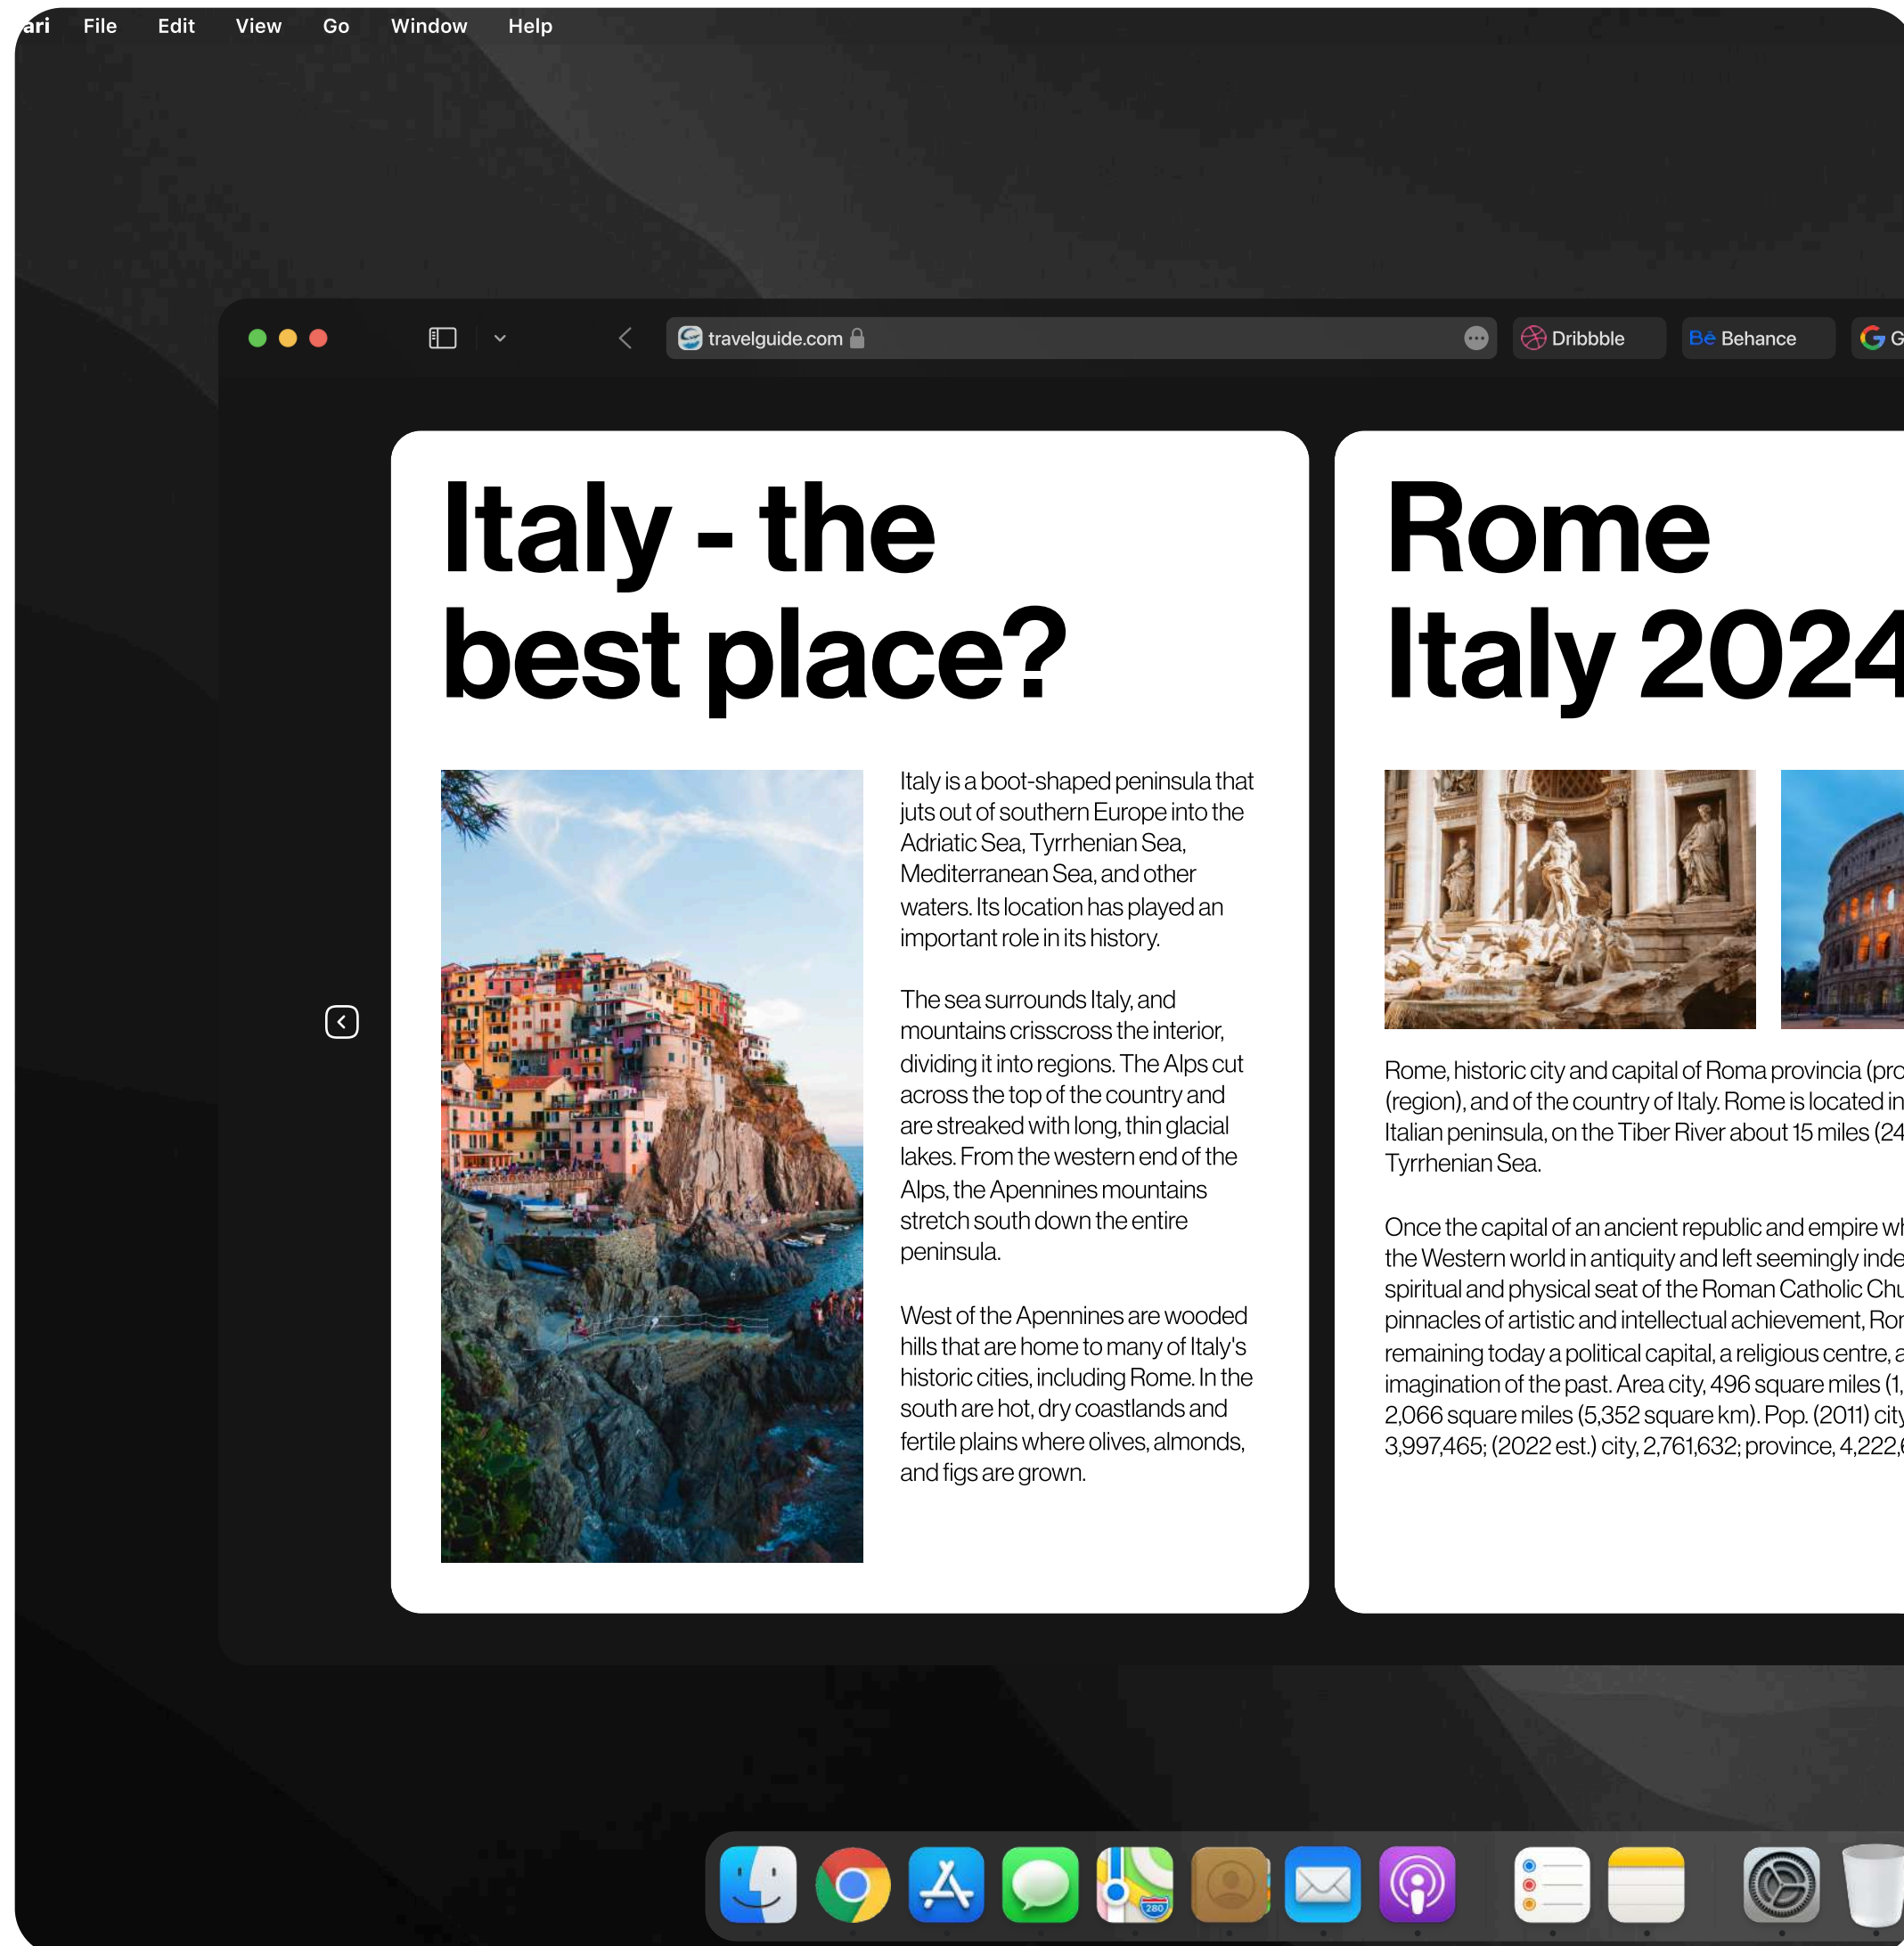 ari File Edit View Go Window Help
travelguide.com
Dribbble
Bē Behance
G
Italy - the
best place?
Italy is a boot-shaped peninsula that
juts out of southern Europe into the
Adriatic Sea, Tyrrhenian Sea,
Mediterranean Sea, and other
waters. Its location has played an
important role in its history.
The sea surrounds Italy, and
mountains crisscross the interior,
dividing it into regions. The Alps cut
across the top of the country and
are streaked with long, thin glacial
lakes. From the western end of the
Alps, the Apennines mountains
stretch south down the entire
peninsula.
West of the Apennines are wooded
hills that are home to many of Italy's
historic cities, including Rome. In the
south are hot, dry coastlands and
fertile plains where olives, almonds,
and figs are grown.
Rome
Italy 2024
Rome, historic city and capital of Roma provincia (pro
(region), and of the country of Italy. Rome is located in
Italian peninsula, on the Tiber River about 15 miles (24
Tyrrhenian Sea.
Once the capital of an ancient republic and empire wh
the Western world in antiquity and left seemingly inde
spiritual and physical seat of the Roman Catholic Chu
pinnacles of artistic and intellectual achievement, Ro
remaining today a political capital, a religious centre, a
imagination of the past. Area city, 496 square miles (1,
2,066 square miles (5,352 square km). Pop. (2011) city
3,997,465; (2022 est.) city, 2,761,632; province, 4,222,
280